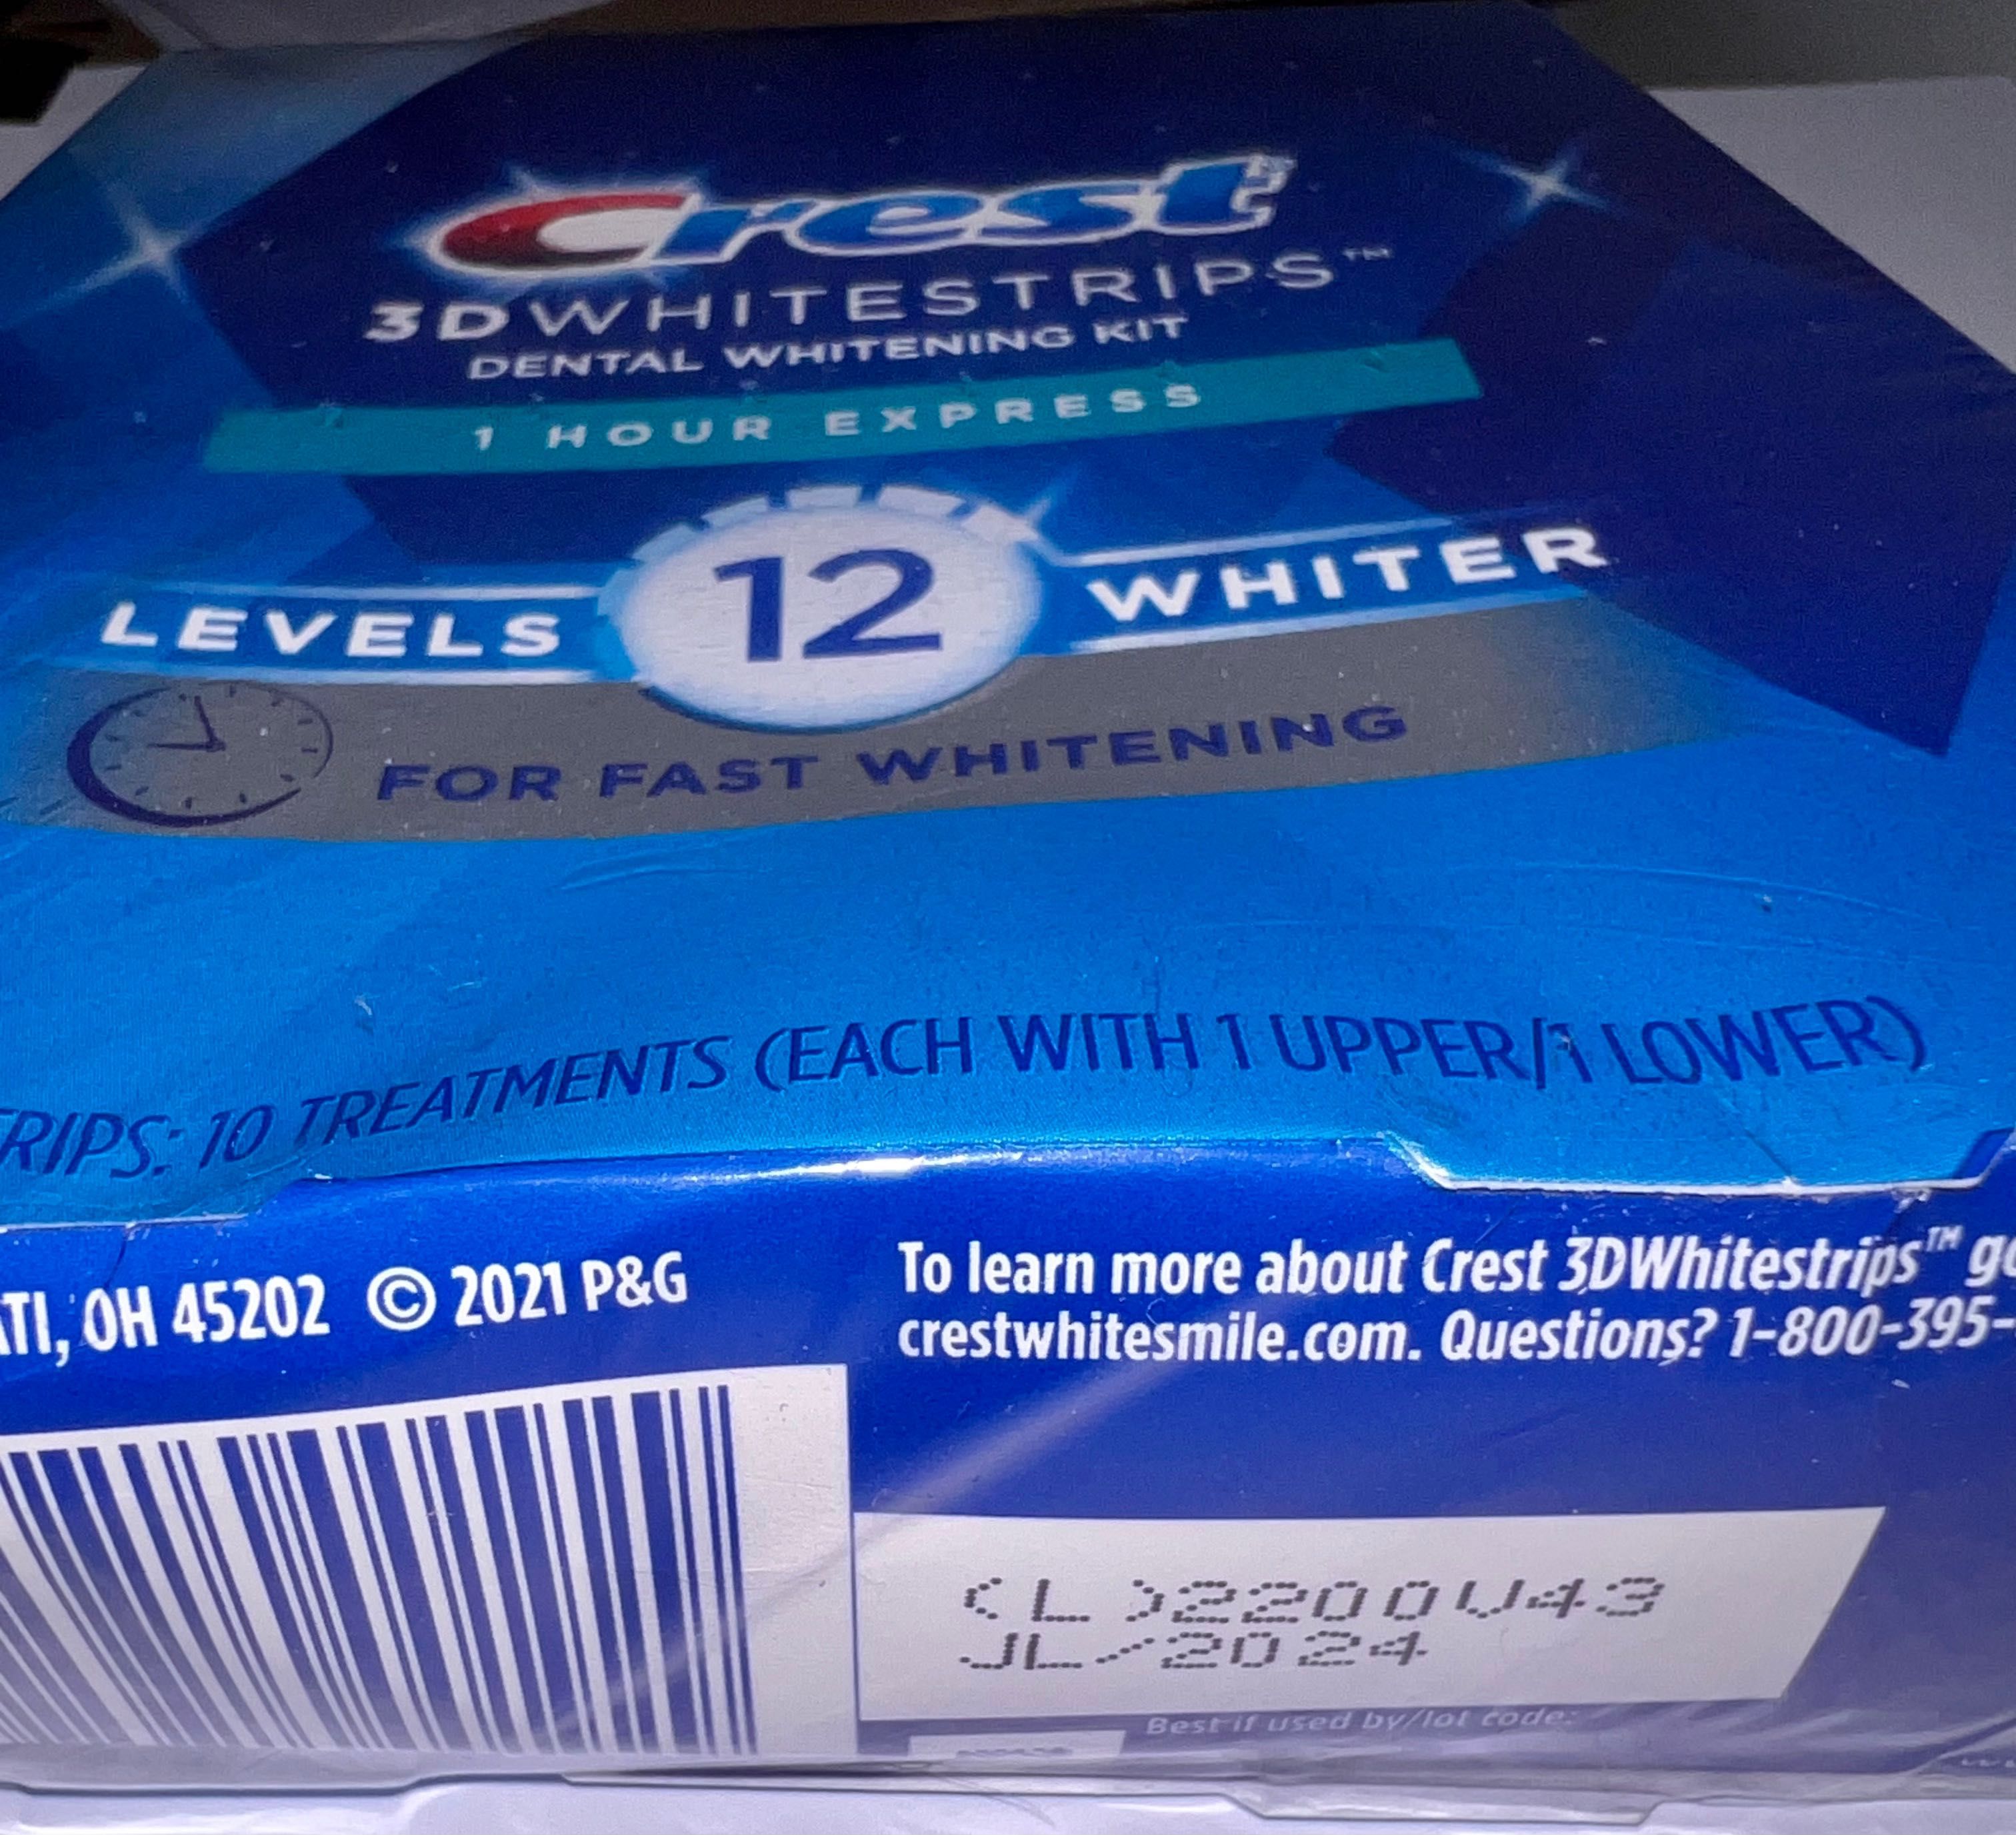 Crest
3DWHITESTRIPS™
DENTAL WHITENING KIT
1 HOUR EXPRESS
LEVELS 12 WHITER
FOR FAST WHITENING
RIPS: 10 TREATMENTS (EACH WITH 1 UPPER/1 LOWER)
TI, OH 45202 © 2021 P&G
To learn more about Crest 3DWhitestrips™ go
crestwhitesmile.com. Questions? 1-800-395-
(L)2200U43
JL/2024
Best if used by/lot code: